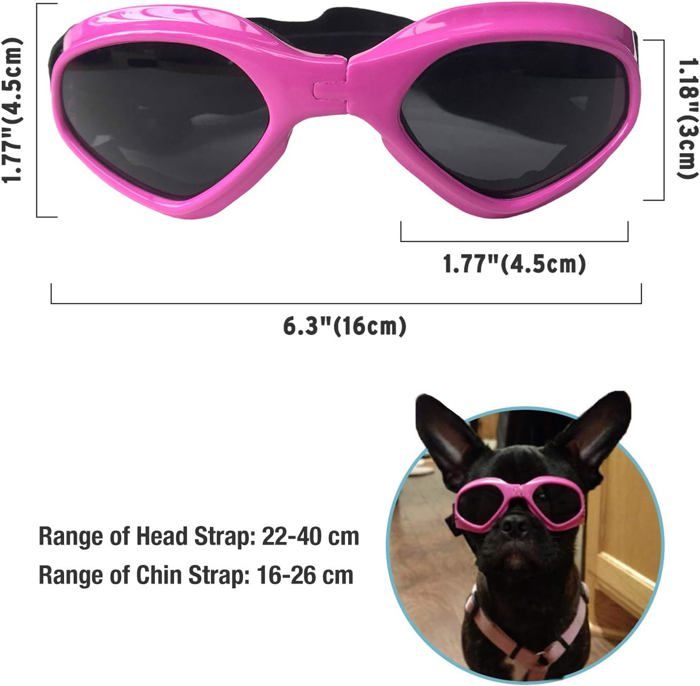 1.77"(4.5cm)
1.18"(3cm)
1.77"(4.5cm)
6.3"(16cm)
Range of Head Strap: 22-40 cm
Range of Chin Strap: 16-26 cm